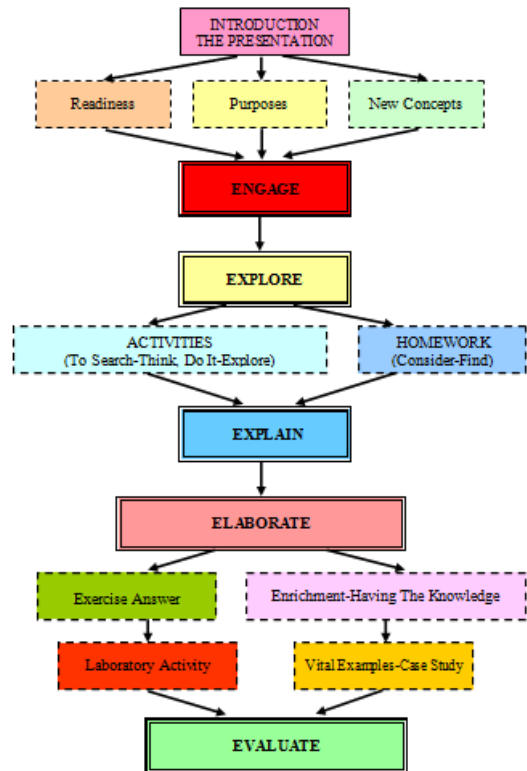 INTRODUCTION
THE PRESENTATION
Readiness
Purposes
New Concepts
ENGAGE
EXPLORE
ACTIVITIES
(To Search-Think, Do It-Explore)
HOMEWORK
(Consider-Find)
EXPLAIN
ELABORATE
Exercise Answer
Enrichment-Having The Knowledge
Laboratory Activity
Vital Examples-Case Study
EVALUATE